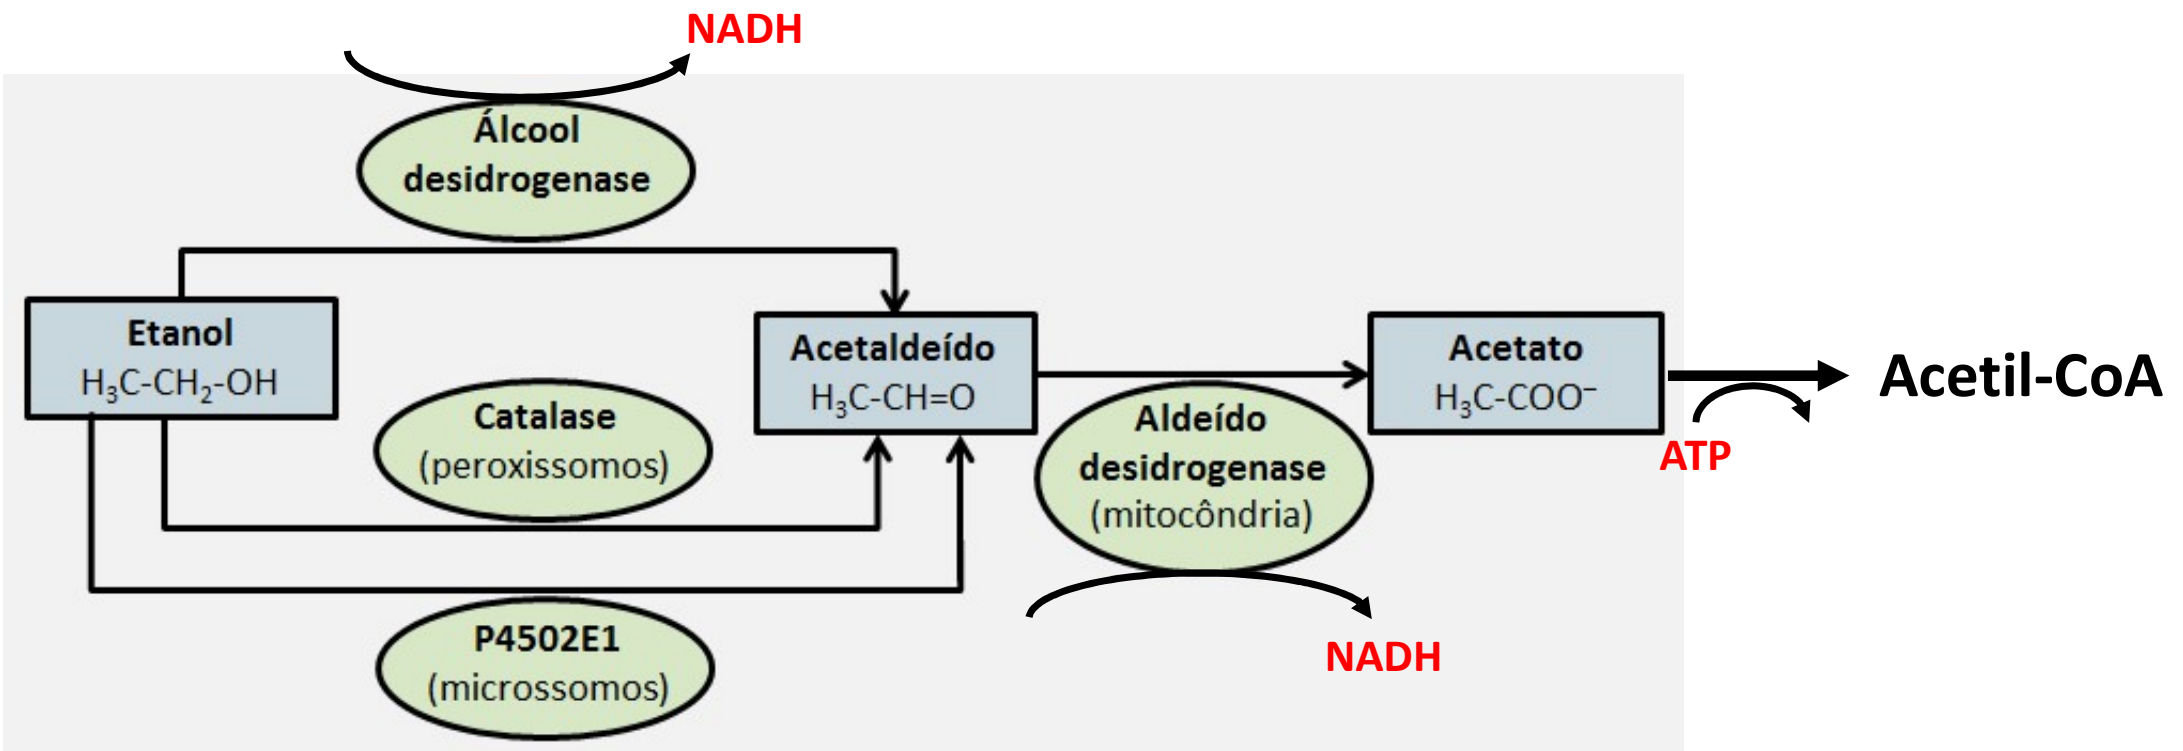 NADH
Álcool
desidrogenase
Etanol
H₃C-CH₂-OH
Acetaldeído
H₃C-CH=O
Acetato
H₃C-COO⁻
Acetil-CoA
Catalase
(peroxissomos)
Aldeído
desidrogenase
(mitocôndria)
ATP
P4502E1
(microssomos)
NADH